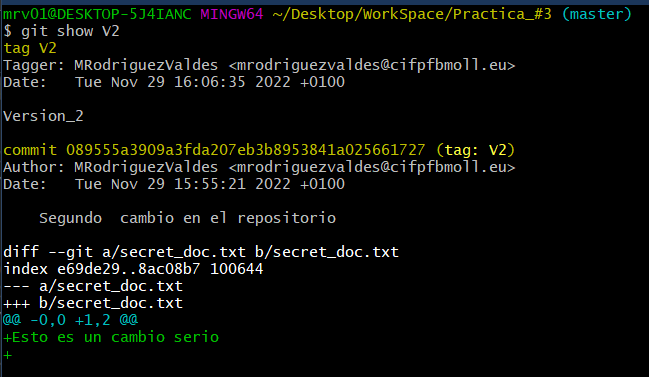 mrv01@DESKTOP-5J4IANC MINGW64 ~/Desktop/WorkSpace/Practica_#3 (master)
$ git show V2
tag V2
Tagger: MRodriguezValdes <mrodriguezvaldes@cifpfbmoll.eu>
Date:   Tue Nov 29 16:06:35 2022 +0100

Version_2

commit 089555a3909a3fda207eb3b8953841a025661727 (tag: V2)
Author: MRodriguezValdes <mrodriguezvaldes@cifpfbmoll.eu>
Date:   Tue Nov 29 15:55:21 2022 +0100

    Segundo  cambio en el repositorio

diff --git a/secret_doc.txt b/secret_doc.txt
index e69de29..8ac08b7 100644
--- a/secret_doc.txt
+++ b/secret_doc.txt
@@ -0,0 +1,2 @@
+Esto es un cambio serio
+